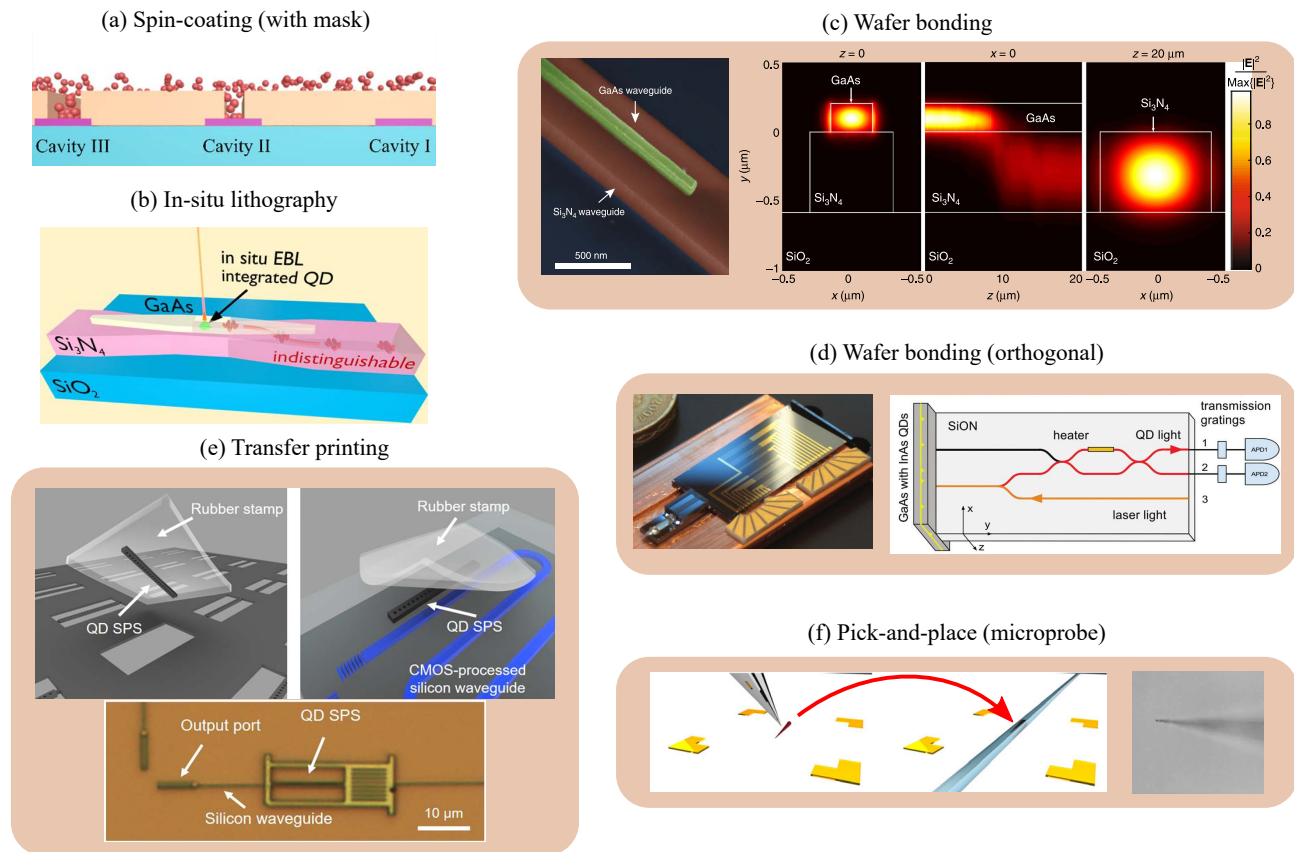 (a) Spin-coating (with mask)
Cavity III
Cavity II
Cavity I
(b) In-situ lithography
in situ EBL
integrated QD
GaAs
Si₃N₄
indistinguishable
SiO₂
(c) Wafer bonding
GaAs waveguide
Si₃N₄ waveguide
500 nm
z = 0
x = 0
z = 20 μm
|E|²
Max{|E|²}
0.5
0
−0.5
−1
y (μm)
GaAs
Si₃N₄
SiO₂
−0.5
0
−0.5
x (μm)
GaAs
Si₃N₄
SiO₂
0
10
20
z (μm)
Si₃N₄
SiO₂
−0.5
0
−0.5
x (μm)
1
0.8
0.6
0.4
0.2
0
(d) Wafer bonding (orthogonal)
GaAs with InAs QDs
SiON
heater
QD light
transmission
gratings
1
APD1
2
APD2
3
laser light
x
y
z
(e) Transfer printing
Rubber stamp
QD SPS
Rubber stamp
QD SPS
CMOS-processed
silicon waveguide
QD SPS
Output port
Silicon waveguide
10 μm
(f) Pick-and-place (microprobe)